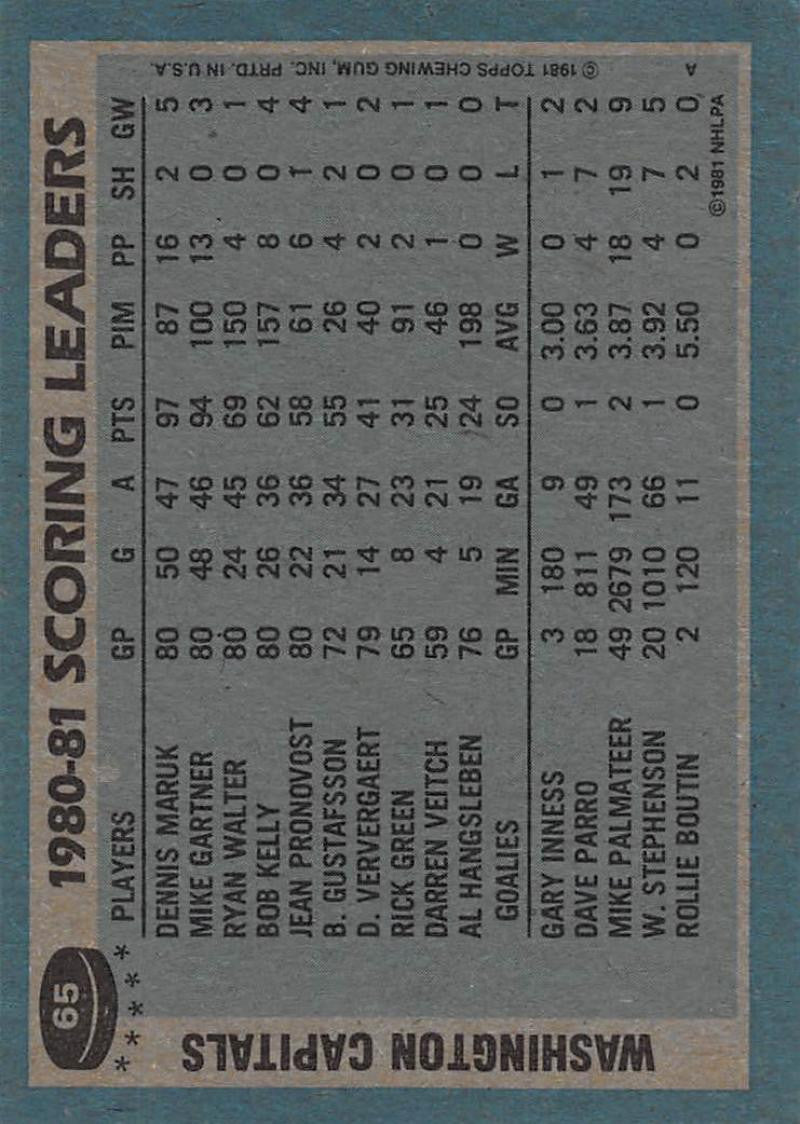 65
* * * * *
1980-81 SCORING LEADERS
WASHINGTON CAPITALS
PLAYERS GP G A PTS PIM PP SH GW
DENNIS MARUK 80 50 47 97 87 16 2 5
MIKE GARTNER 80 48 46 94 100 13 0 3
RYAN WALTER 80 24 45 69 150 4 0 1
BOB KELLY 80 26 36 62 157 8 0 4
JEAN PRONOVOST 80 22 36 58 61 6 1 4
B. GUSTAFSSON 72 21 34 55 26 4 2 1
D. VERVERGAERT 79 14 27 41 40 2 0 2
RICK GREEN 65 8 23 31 91 2 0 1
DARREN VEITCH 59 4 21 25 46 1 0 1
AL HANGSLEBEN 76 5 19 24 198 0 0 0
GOALIES GP MIN GA SO AVG W L T
GARY INNESS 3 180 9 0 3.00 0 1 2
DAVE PARRO 18 811 49 1 3.63 4 7 2
MIKE PALMATEER 49 2679 173 2 3.87 18 19 9
W. STEPHENSON 20 1010 66 1 3.92 4 7 5
ROLLIE BOUTIN 2 120 11 0 5.50 0 2 0
©1981 NHLPA
A © 1981 TOPPS CHEWING GUM, INC. PRTD. IN U.S.A.